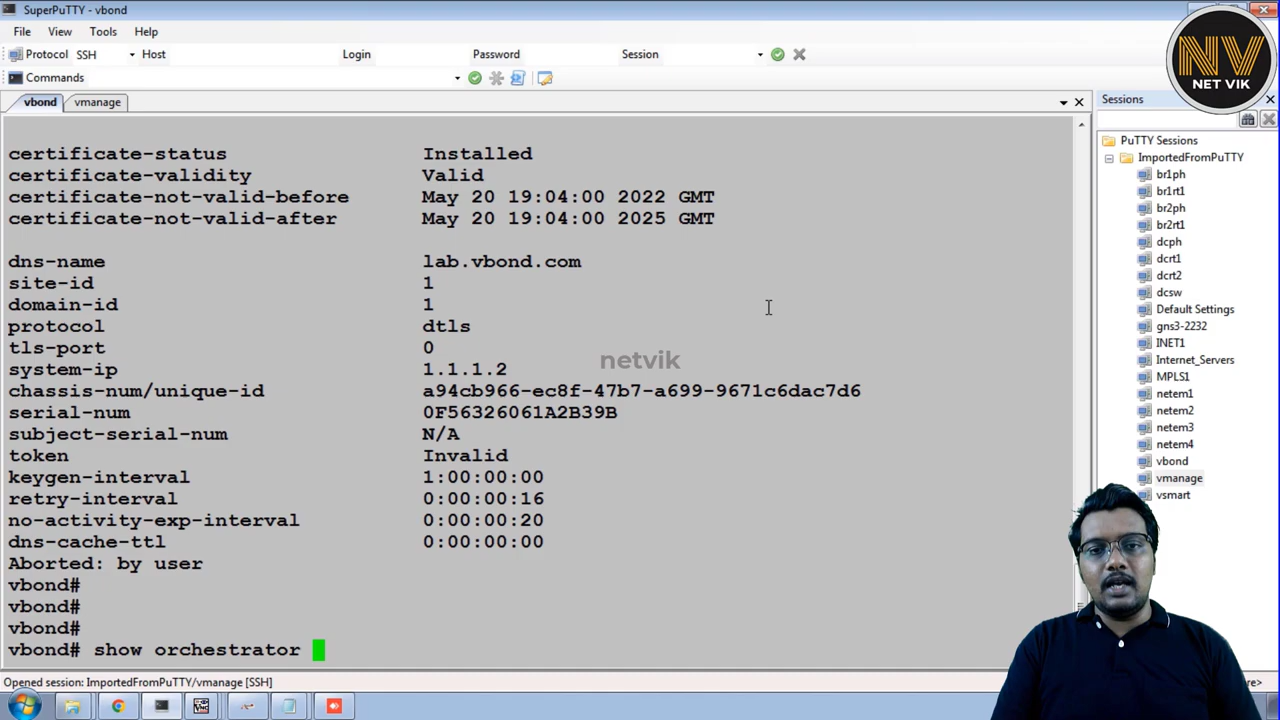 SuperPuTTY - vbond
File View Tools Help
Protocol SSH Host Login Password Session
Commands
vbond vmanage
certificate-status Installed
certificate-validity Valid
certificate-not-valid-before May 20 19:04:00 2022 GMT
certificate-not-valid-after May 20 19:04:00 2025 GMT
dns-name lab.vbond.com
site-id 1
domain-id 1
protocol dtls
tls-port 0
system-ip 1.1.1.2
chassis-num/unique-id a94cb966-ec8f-47b7-a699-9671c6dac7d6
serial-num 0F56326061A2B39B
subject-serial-num N/A
token Invalid
keygen-interval 1:00:00:00
retry-interval 0:00:00:16
no-activity-exp-interval 0:00:00:20
dns-cache-ttl 0:00:00:00
Aborted: by user
vbond#
vbond#
vbond#
vbond# show orchestrator
netvik
Opened session: ImportedFromPuTTY/vmanage [SSH]
NV
NET VIK
Sessions
PuTTY Sessions
ImportedFromPuTTY
br1ph
br1rt1
br2ph
br2rt1
dcph
dcrt1
dcrt2
dcsw
Default Settings
gns3-2232
INET1
Internet_Servers
MPLS1
netem1
netem2
netem3
netem4
vbond
vmanage
vsmart